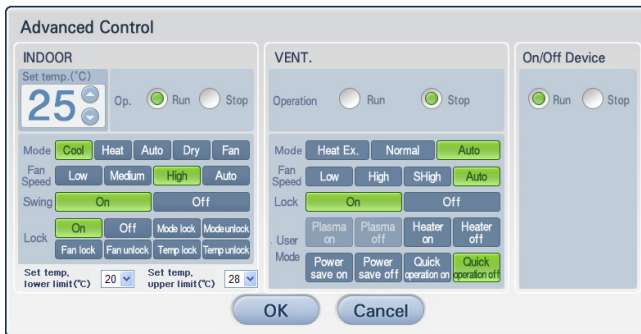 Advanced Control
INDOOR
Set temp.(°C)
25
Op. Run Stop
Mode Cool Heat Auto Dry Fan
Fan Speed Low Medium High Auto
Swing On Off
Lock On Off Mode lock Mode unlock
Fan lock Fan unlock Temp lock Temp unlock
Set temp, lower limit(°C) 20 Set temp, upper limit(°C) 28
VENT.
Operation Run Stop
Mode Heat Ex. Normal Auto
Fan Speed Low High SHigh Auto
Lock On Off
. User Mode Plasma on Plasma off Heater on Heater off
Power save on Power save off Quick operation on Quick operation off
On/Off Device
Run Stop
OK Cancel